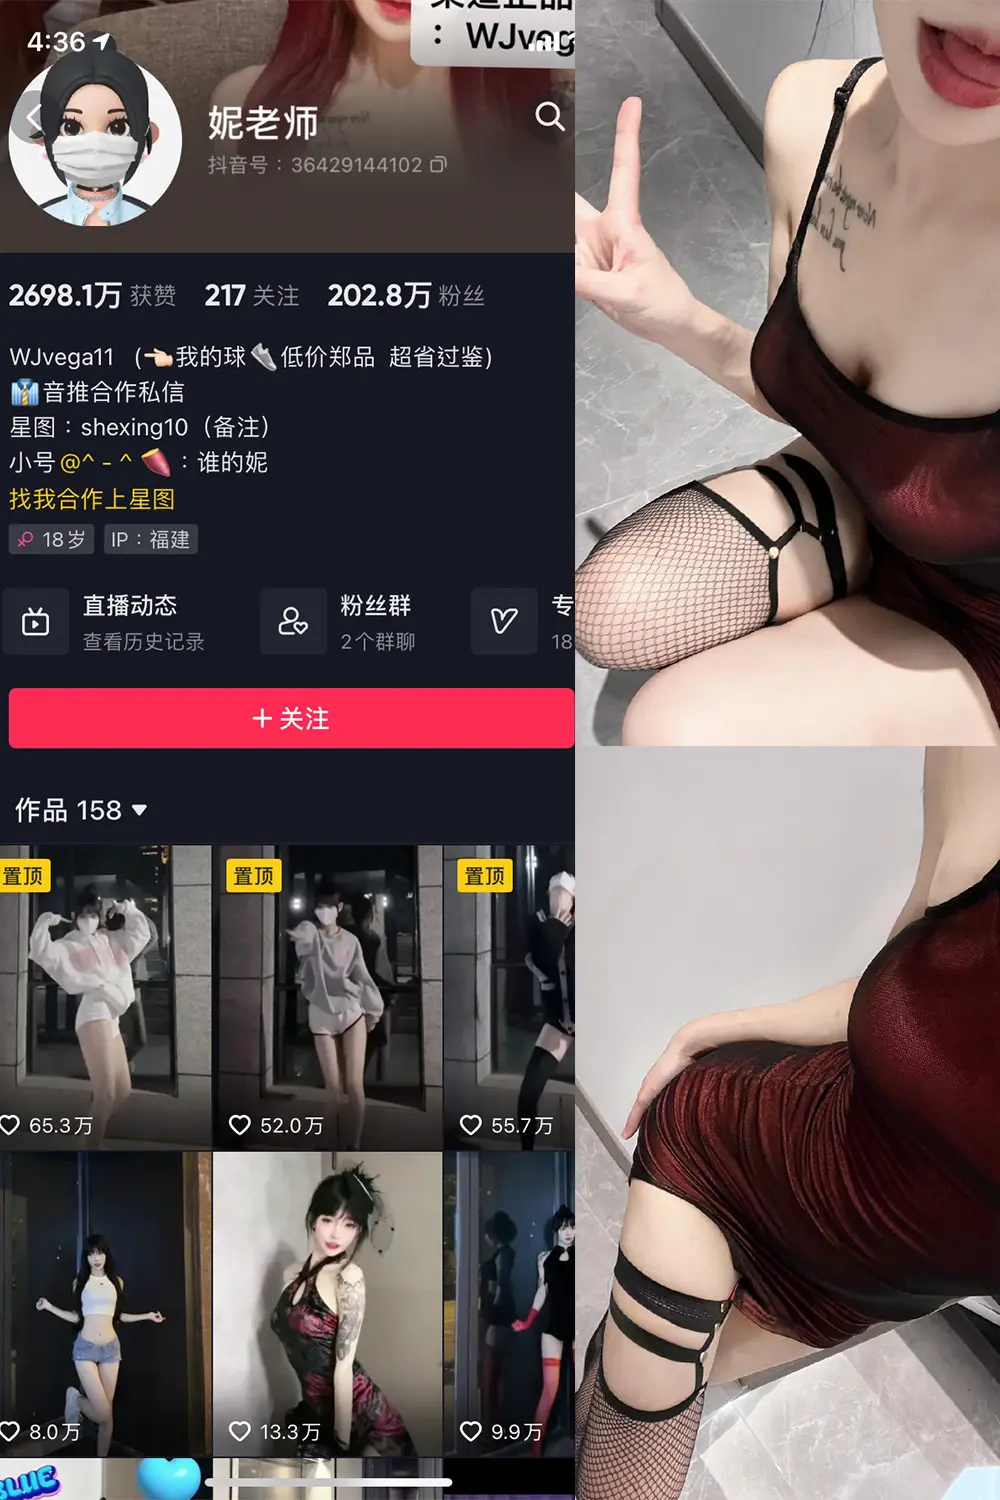 : WJveg
4:36
妮老师
抖音号：36429144102
2698.1万 获赞 217 关注 202.8万 粉丝
WJvega11 （👈🏻我的球👟低价郑品 超省过鉴)
👔音推合作私信
星图：shexing10（备注）
小号@^ - ^ 🍠：谁的妮
找我合作上星图
18岁 IP：福建
直播动态 粉丝群 专
查看历史记录 2个群聊 18
+ 关注
作品 158
置顶 置顶 置顶
65.3万 52.0万 55.7万
8.0万 13.3万 9.9万
BLUE